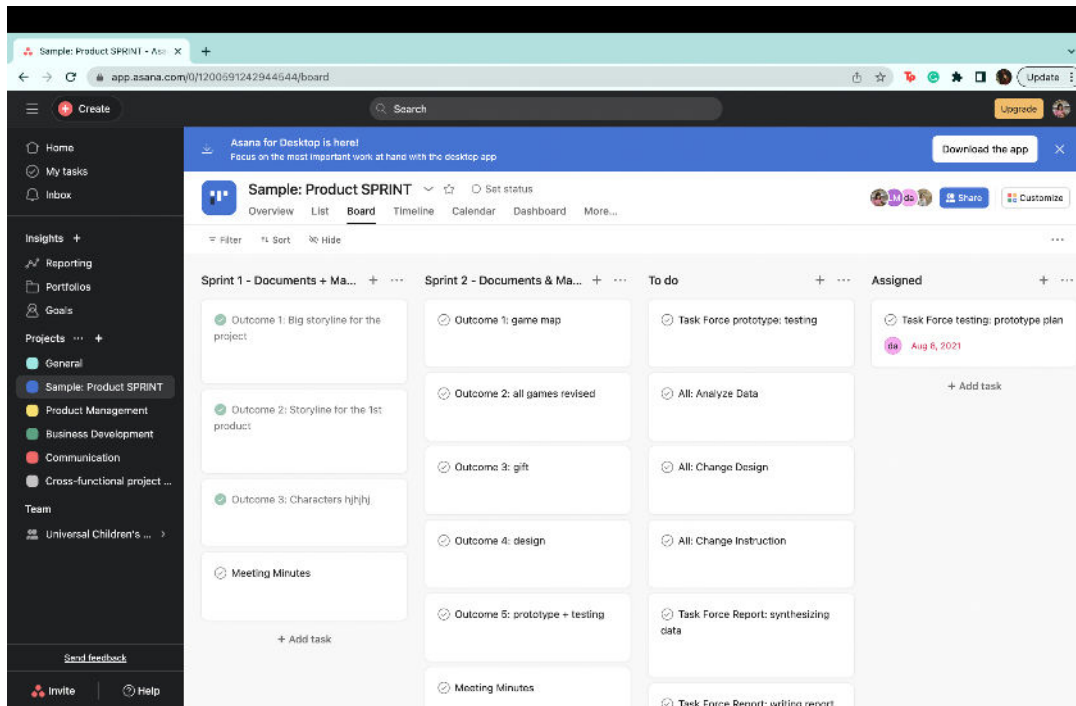 Sample: Product SPRINT - Asa
app.asana.com/0/1200591242944544/board
Update
Create
Search
Upgrade
Home
My tasks
Inbox
Insights +
Reporting
Portfolios
Goals
Projects ... +
General
Sample: Product SPRINT
Product Management
Business Development
Communication
Cross-functional project ...
Team
Universal Children's ...
Send feedback
Invite
Help
Asana for Desktop is here!
Focus on the most important work at hand with the desktop app
Download the app
Sample: Product SPRINT
Set status
Overview List Board Timeline Calendar Dashboard More...
LM da
Share
Customize
Filter Sort Hide
Sprint 1 - Documents + Ma...
Outcome 1: Big storyline for the
project
Outcome 2: Storyline for the 1st
product
Outcome 3: Characters hjhjhj
Meeting Minutes
+ Add task
Sprint 2 - Documents & Ma...
Outcome 1: game map
Outcome 2: all games revised
Outcome 3: gift
Outcome 4: design
Outcome 5: prototype + testing
Meeting Minutes
To do
Task Force prototype: testing
All: Analyze Data
All: Change Design
All: Change Instruction
Task Force Report: synthesizing
data
Task Force Report: writing report
Assigned
Task Force testing: prototype plan
da Aug 8, 2021
+ Add task